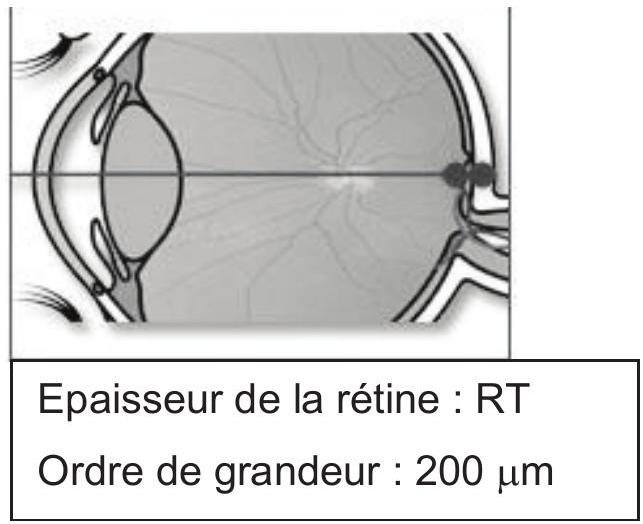 Epaisseur de la rétine : RT
Ordre de grandeur : 200 µm